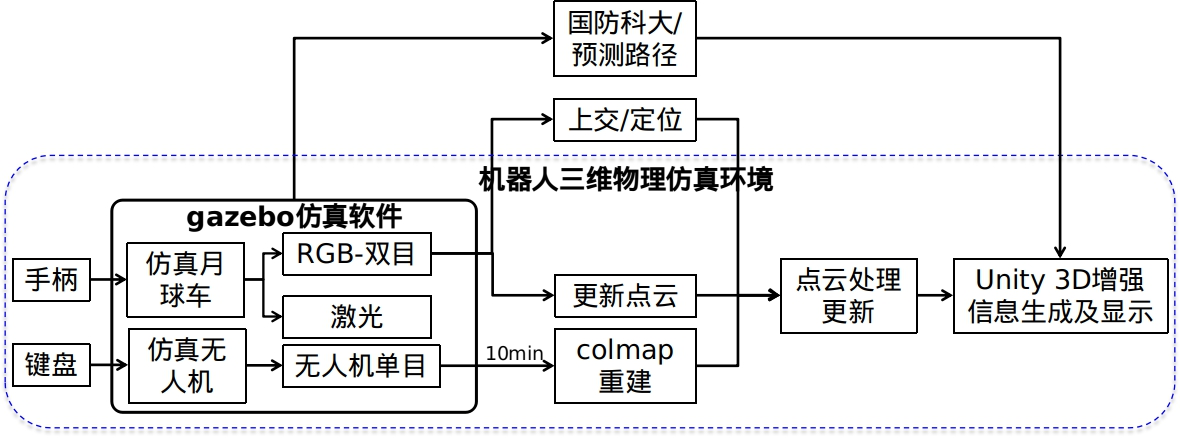 国防科大/
预测路径
上交/定位
机器人三维物理仿真环境
gazebo仿真软件
手柄
仿真月
球车
RGB-双目
激光
键盘
仿真无
人机
无人机单目
10min
更新点云
colmap
重建
点云处理
更新
Unity 3D增强
信息生成及显示